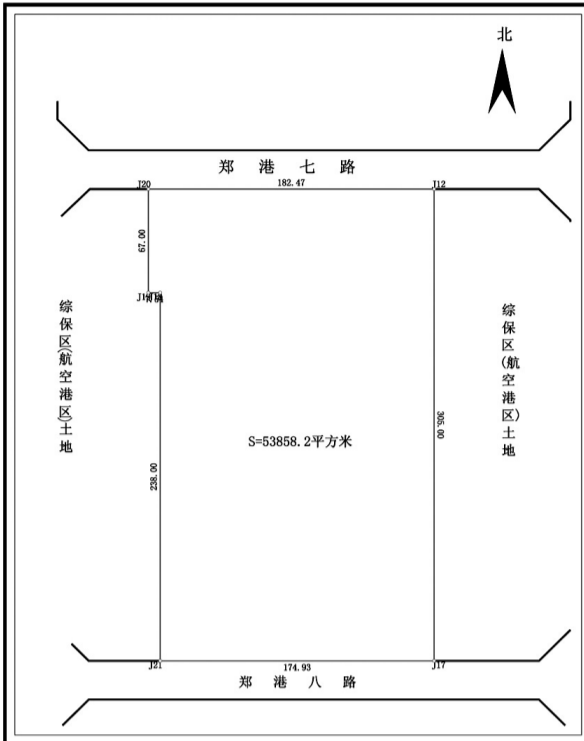 北
郑港七路
J20
182.47
J12
67.00
综保区(航空港区)土地
综保区(航空港区)土地
305.00
S=53858.2平方米
238.00
J21
174.93
J17
郑港八路